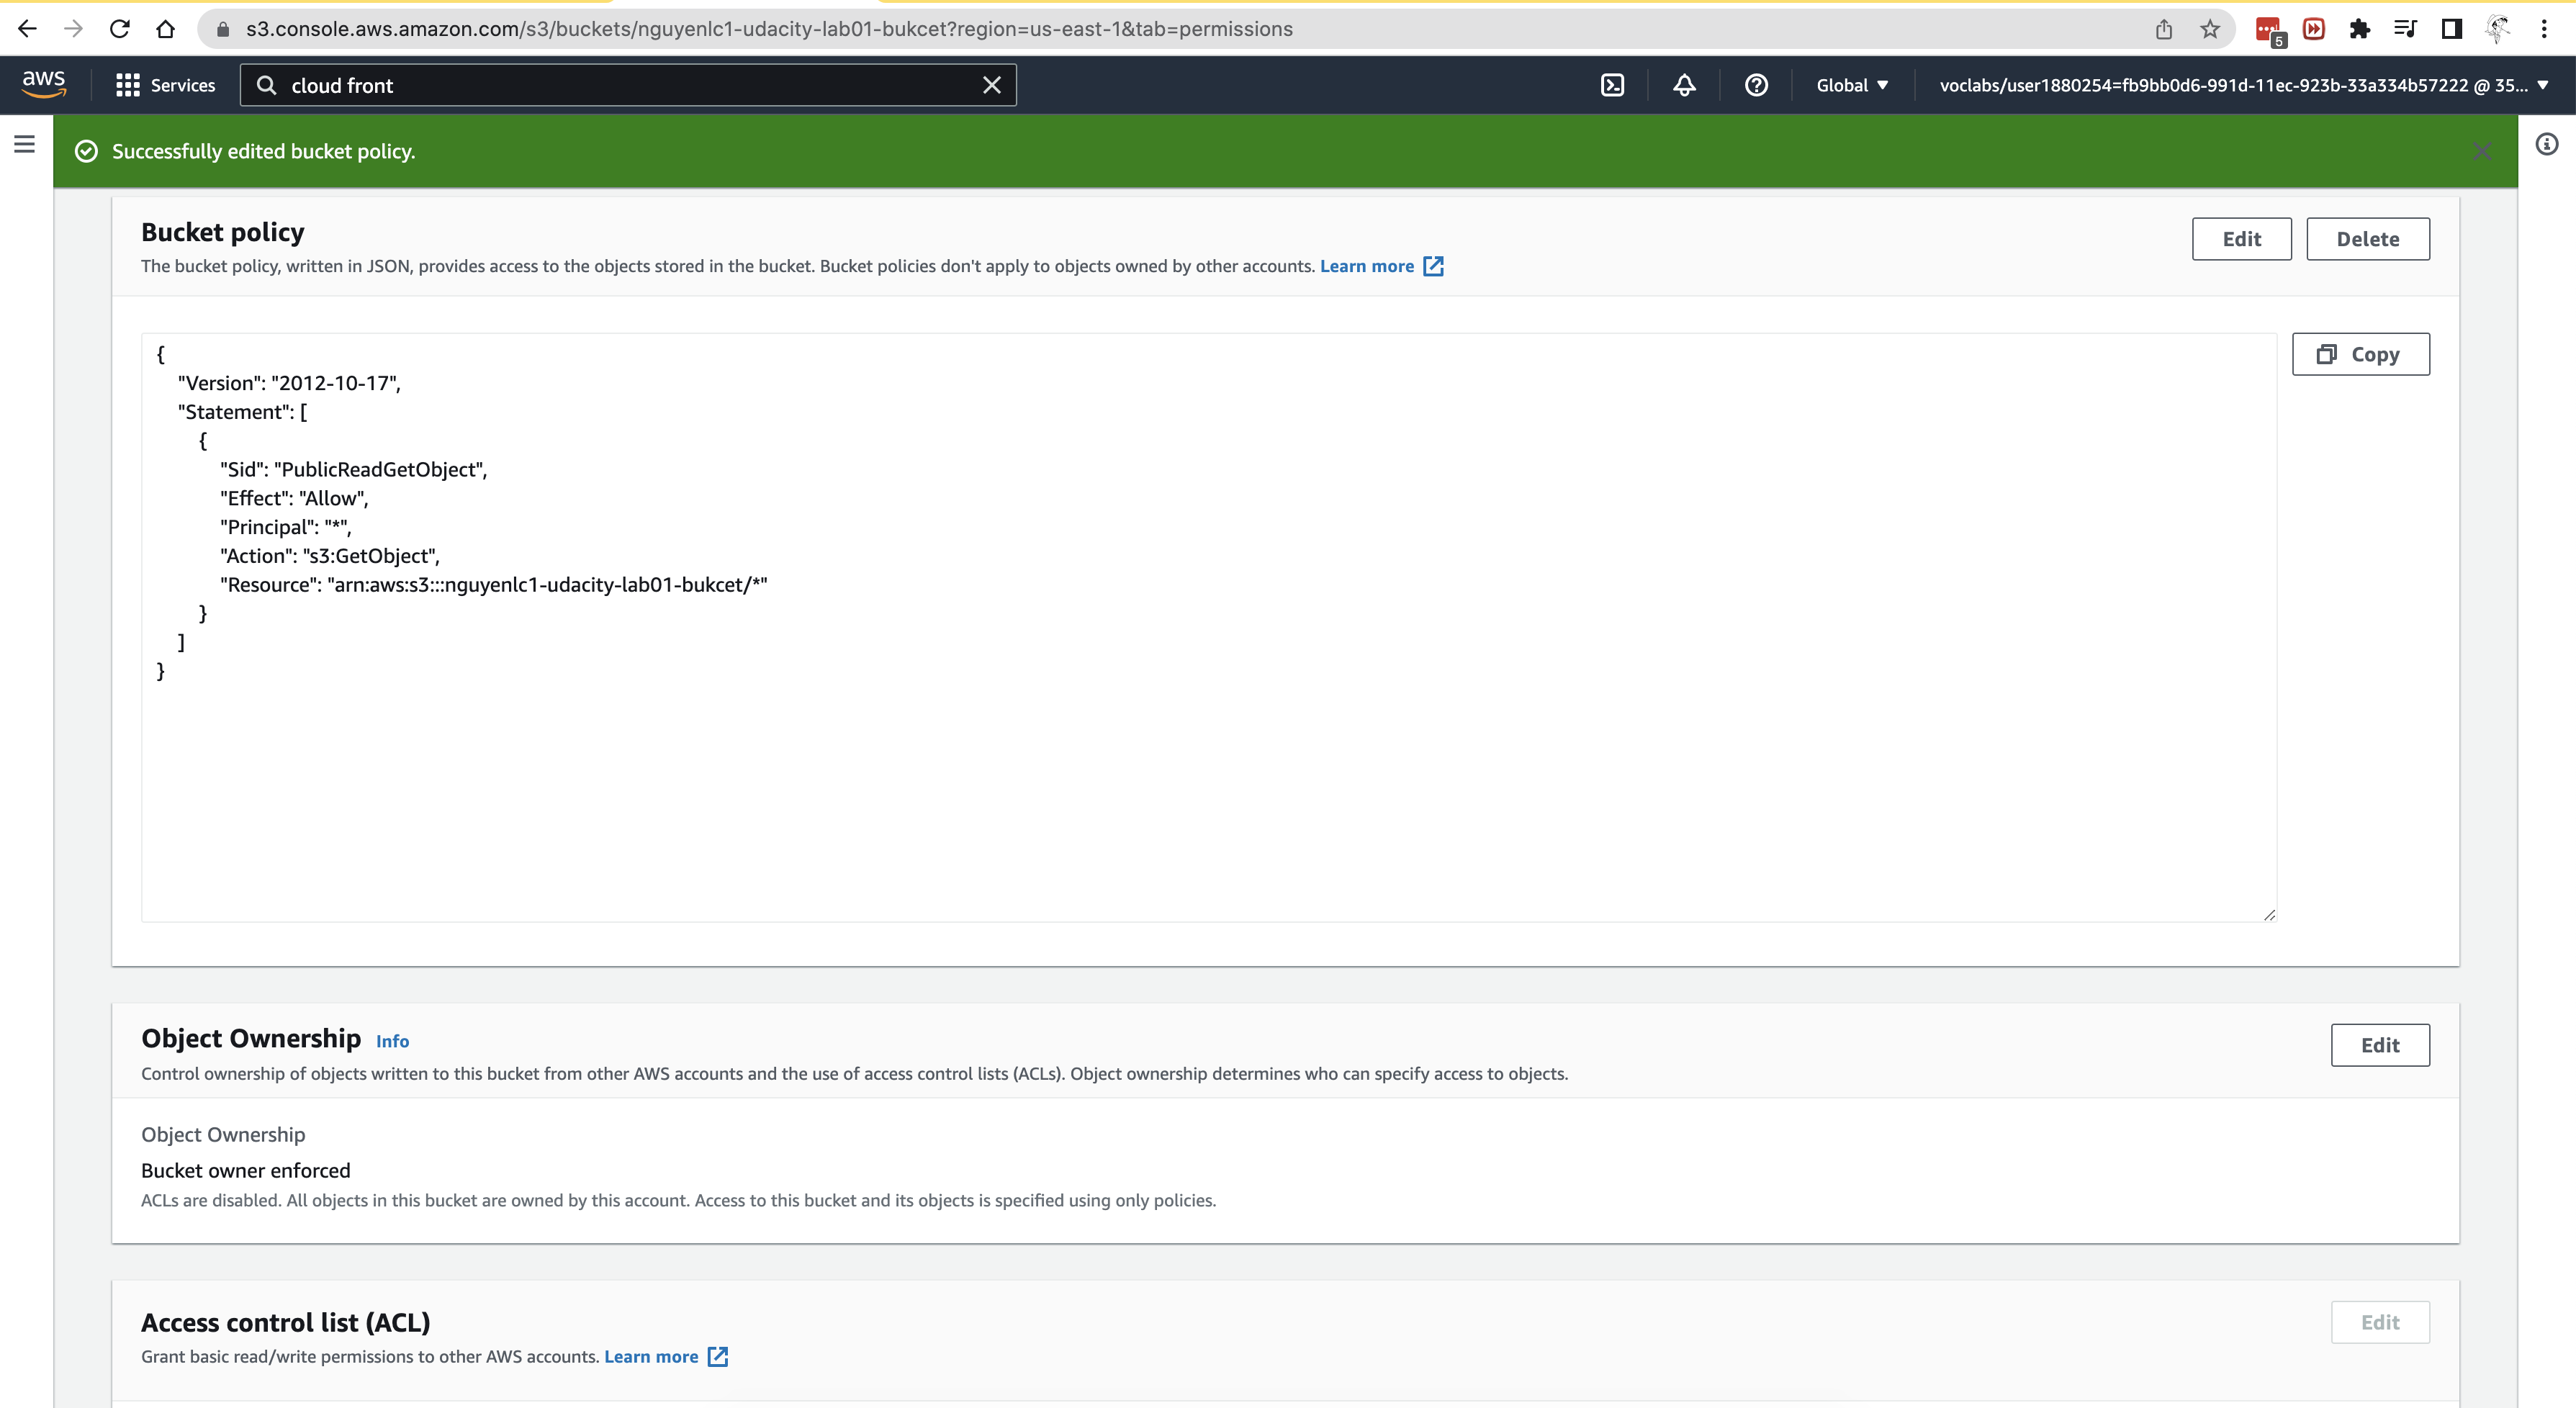 s3.console.aws.amazon.com/s3/buckets/nguyenlc1-udacity-lab01-bukcet?region=us-east-1&tab=permissions
5
aws
Services
cloud front
Global
voclabs/user1880254=fb9bb0d6-991d-11ec-923b-33a334b57222 @ 35...
Successfully edited bucket policy.
Bucket policy
Edit
Delete
The bucket policy, written in JSON, provides access to the objects stored in the bucket. Bucket policies don't apply to objects owned by other accounts. Learn more
Copy
{
"Version": "2012-10-17",
"Statement": [
{
"Sid": "PublicReadGetObject",
"Effect": "Allow",
"Principal": "*",
"Action": "s3:GetObject",
"Resource": "arn:aws:s3:::nguyenlc1-udacity-lab01-bukcet/*"
}
]
}
Object Ownership Info
Edit
Control ownership of objects written to this bucket from other AWS accounts and the use of access control lists (ACLs). Object ownership determines who can specify access to objects.
Object Ownership
Bucket owner enforced
ACLs are disabled. All objects in this bucket are owned by this account. Access to this bucket and its objects is specified using only policies.
Access control list (ACL)
Edit
Grant basic read/write permissions to other AWS accounts. Learn more